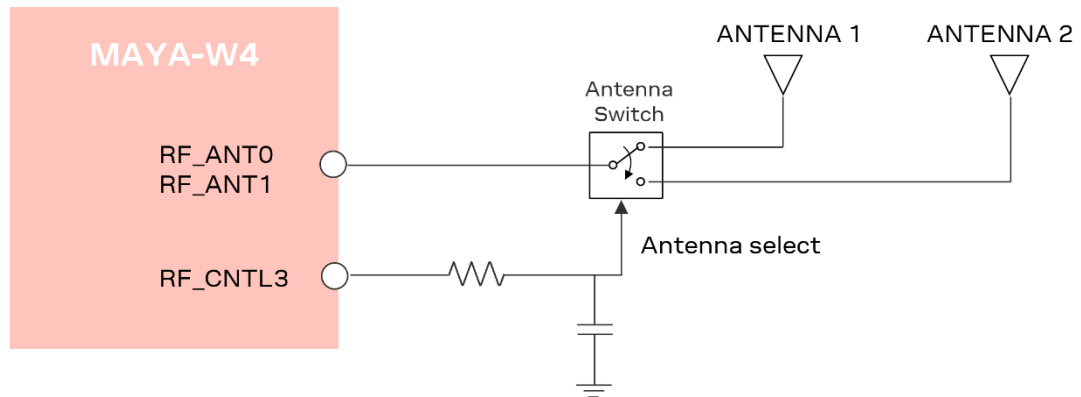 MAYA-W4
ANTENNA 1
ANTENNA 2
Antenna
Switch
RF_ANT0
RF_ANT1
Antenna select
RF_CNTL3